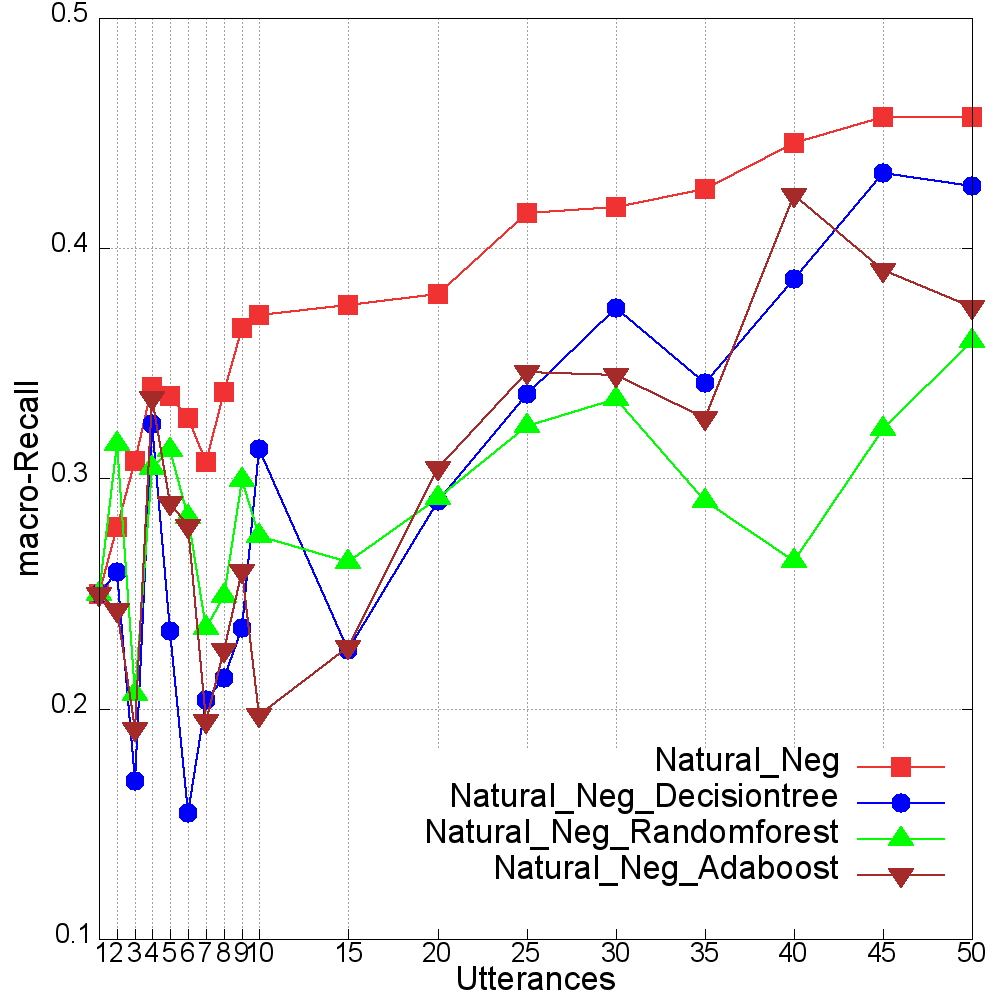 0.5
0.4
0.3
0.2
0.1
macro-Recall
Natural_Neg
Natural_Neg_Decisiontree
Natural_Neg_Randomforest
Natural_Neg_Adaboost
1 2 3 4 5 6 7 8 9 10 15 20 25 30 35 40 45 50
Utterances